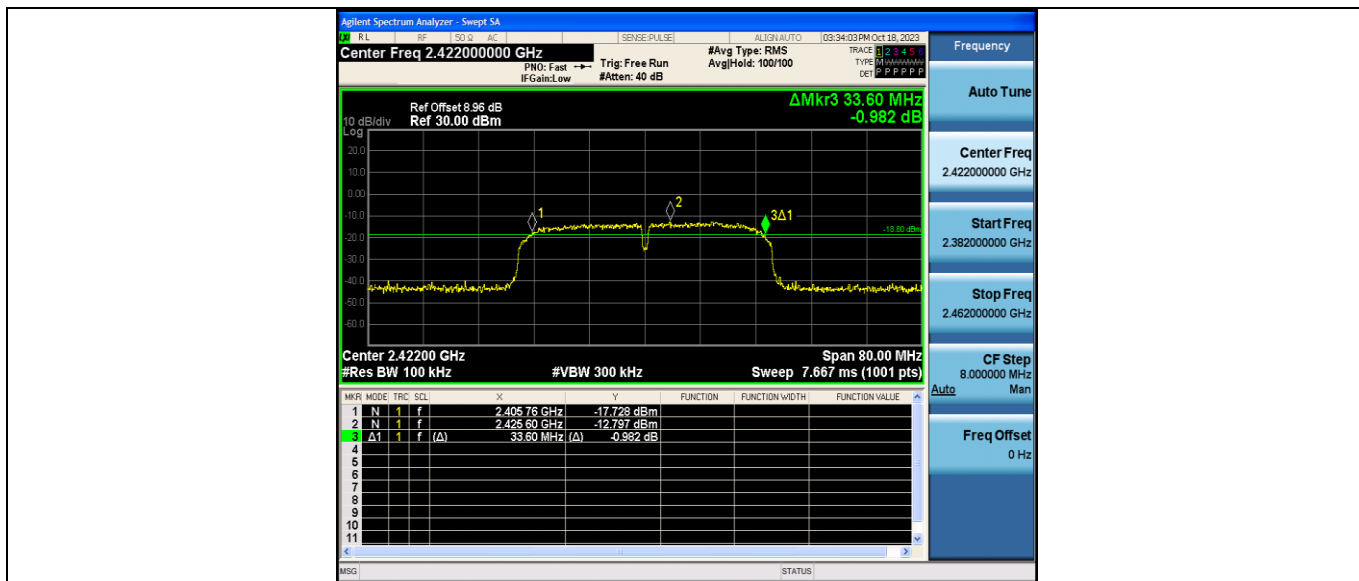 Agilent Spectrum Analyzer - Swept SA
LXI RL RF 50 Ω AC SENSE:PULSE ALIGN AUTO 03:34:03 PM Oct 18, 2023
Center Freq 2.422000000 GHz #Avg Type: RMS TRACE 1 2 3 4 5 6
PNO: Fast Trig: Free Run Avg|Hold: 100/100 TYPE M WWWWW
IFGain:Low #Atten: 40 dB DET P P P P P P
ΔMkr3 33.60 MHz
-0.982 dB
Ref Offset 8.96 dB
10 dB/div Ref 30.00 dBm
Log
20.0
10.0
0.00
-10.0
-20.0
-30.0
-40.0
-50.0
-60.0
1
2
3Δ1
-18.80 dBm
Center 2.42200 GHz Span 80.00 MHz
#Res BW 100 kHz #VBW 300 kHz Sweep 7.667 ms (1001 pts)
MKR MODE TRC SCL X Y FUNCTION FUNCTION WIDTH FUNCTION VALUE
1 N 1 f 2.405 76 GHz -17.728 dBm
2 N 1 f 2.425 60 GHz -12.797 dBm
3 Δ1 1 f (Δ) 33.60 MHz (Δ) -0.982 dB
4
5
6
7
8
9
10
11
MSG STATUS
Frequency
Auto Tune
Center Freq
2.422000000 GHz
Start Freq
2.382000000 GHz
Stop Freq
2.462000000 GHz
CF Step
8.000000 MHz
Auto Man
Freq Offset
0 Hz